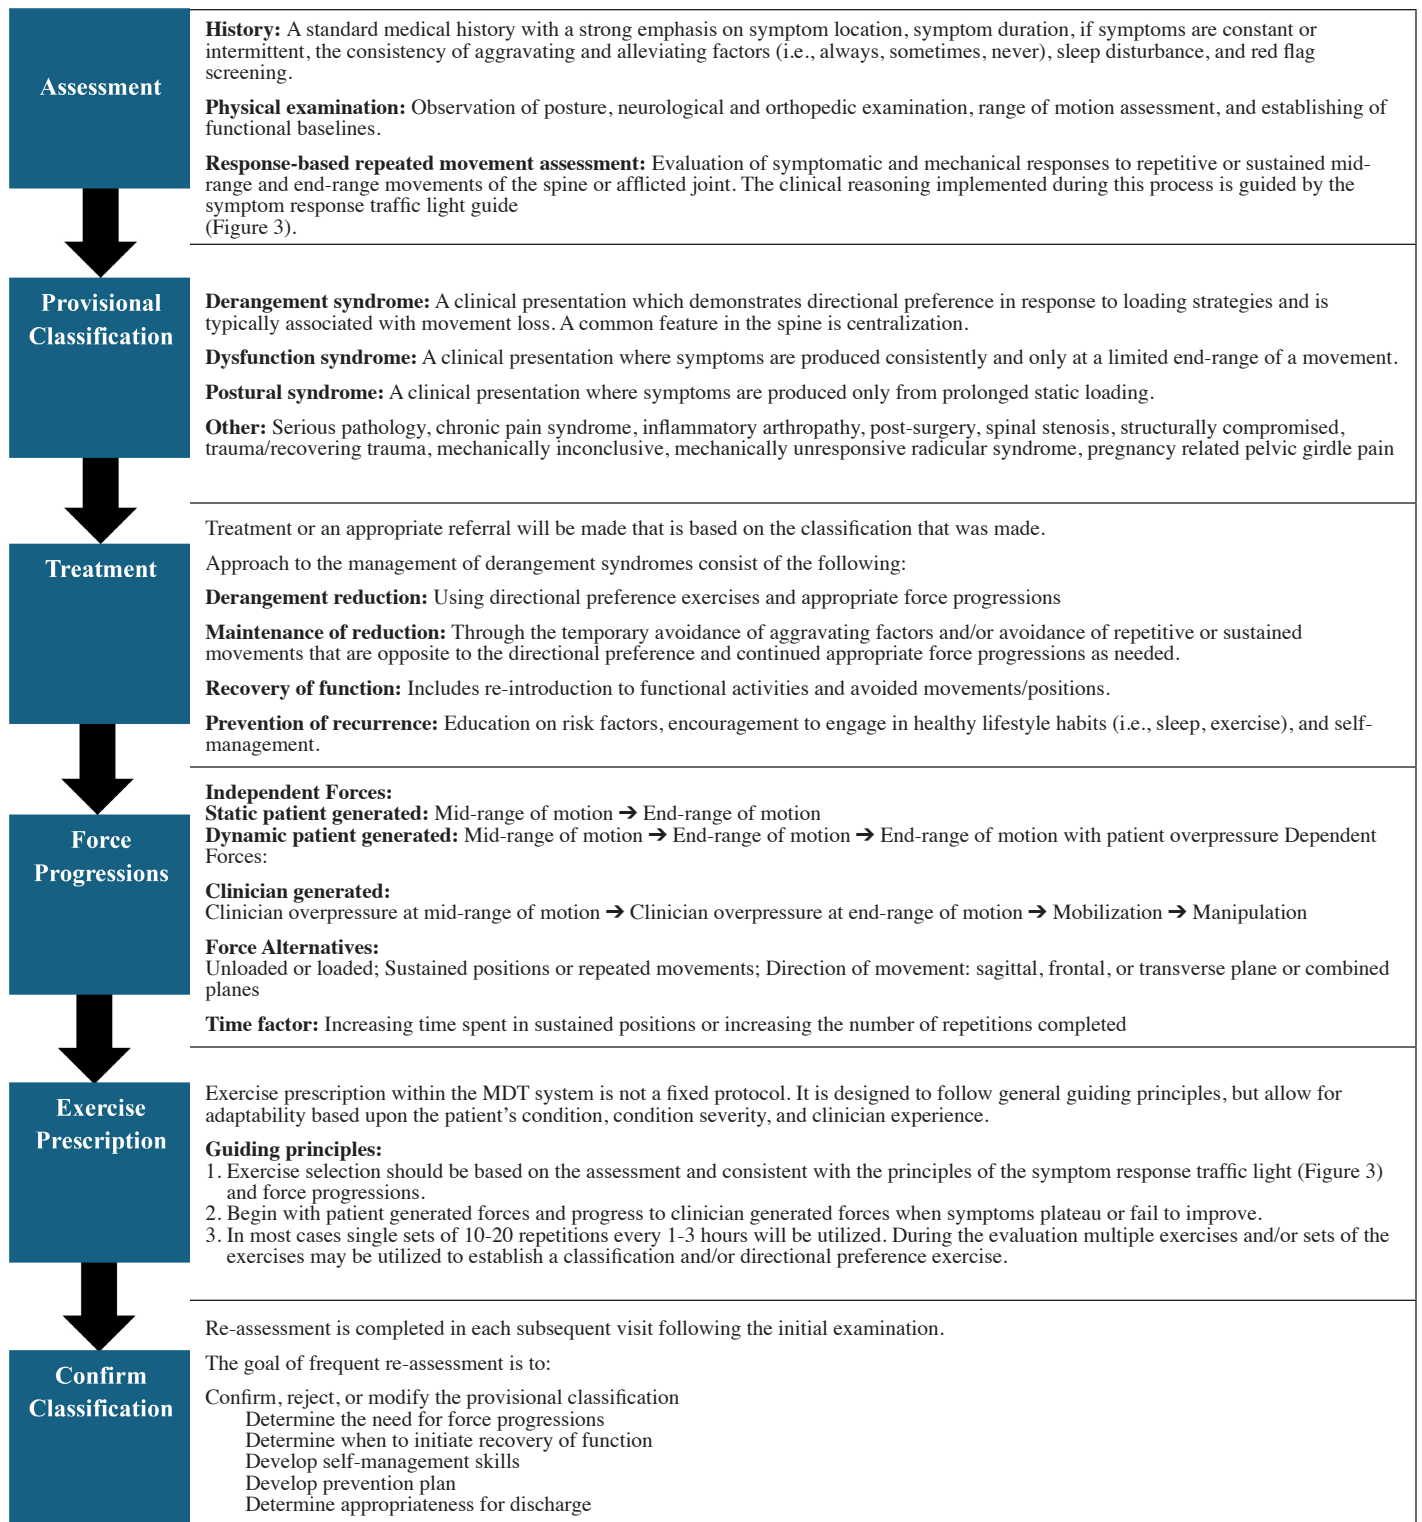 Assessment
History: A standard medical history with a strong emphasis on symptom location, symptom duration, if symptoms are constant or
intermittent, the consistency of aggravating and alleviating factors (i.e., always, sometimes, never), sleep disturbance, and red flag
screening.
Physical examination: Observation of posture, neurological and orthopedic examination, range of motion assessment, and establishing of
functional baselines.
Response-based repeated movement assessment: Evaluation of symptomatic and mechanical responses to repetitive or sustained mid-
range and end-range movements of the spine or afflicted joint. The clinical reasoning implemented during this process is guided by the
symptom response traffic light guide
(Figure 3).
Provisional
Classification
Derangement syndrome: A clinical presentation which demonstrates directional preference in response to loading strategies and is
typically associated with movement loss. A common feature in the spine is centralization.
Dysfunction syndrome: A clinical presentation where symptoms are produced consistently and only at a limited end-range of a movement.
Postural syndrome: A clinical presentation where symptoms are produced only from prolonged static loading.
Other: Serious pathology, chronic pain syndrome, inflammatory arthropathy, post-surgery, spinal stenosis, structurally compromised,
trauma/recovering trauma, mechanically inconclusive, mechanically unresponsive radicular syndrome, pregnancy related pelvic girdle pain
Treatment
Treatment or an appropriate referral will be made that is based on the classification that was made.
Approach to the management of derangement syndromes consist of the following:
Derangement reduction: Using directional preference exercises and appropriate force progressions
Maintenance of reduction: Through the temporary avoidance of aggravating factors and/or avoidance of repetitive or sustained
movements that are opposite to the directional preference and continued appropriate force progressions as needed.
Recovery of function: Includes re-introduction to functional activities and avoided movements/positions.
Prevention of recurrence: Education on risk factors, encouragement to engage in healthy lifestyle habits (i.e., sleep, exercise), and self-
management.
Force
Progressions
Independent Forces:
Static patient generated: Mid-range of motion ➔ End-range of motion
Dynamic patient generated: Mid-range of motion ➔ End-range of motion ➔ End-range of motion with patient overpressure Dependent
Forces:
Clinician generated:
Clinician overpressure at mid-range of motion ➔ Clinician overpressure at end-range of motion ➔ Mobilization ➔ Manipulation
Force Alternatives:
Unloaded or loaded; Sustained positions or repeated movements; Direction of movement: sagittal, frontal, or transverse plane or combined
planes
Time factor: Increasing time spent in sustained positions or increasing the number of repetitions completed
Exercise
Prescription
Exercise prescription within the MDT system is not a fixed protocol. It is designed to follow general guiding principles, but allow for
adaptability based upon the patient's condition, condition severity, and clinician experience.
Guiding principles:
1. Exercise selection should be based on the assessment and consistent with the principles of the symptom response traffic light (Figure 3)
and force progressions.
2. Begin with patient generated forces and progress to clinician generated forces when symptoms plateau or fail to improve.
3. In most cases single sets of 10-20 repetitions every 1-3 hours will be utilized. During the evaluation multiple exercises and/or sets of the
exercises may be utilized to establish a classification and/or directional preference exercise.
Confirm
Classification
Re-assessment is completed in each subsequent visit following the initial examination.
The goal of frequent re-assessment is to:
Confirm, reject, or modify the provisional classification
Determine the need for force progressions
Determine when to initiate recovery of function
Develop self-management skills
Develop prevention plan
Determine appropriateness for discharge